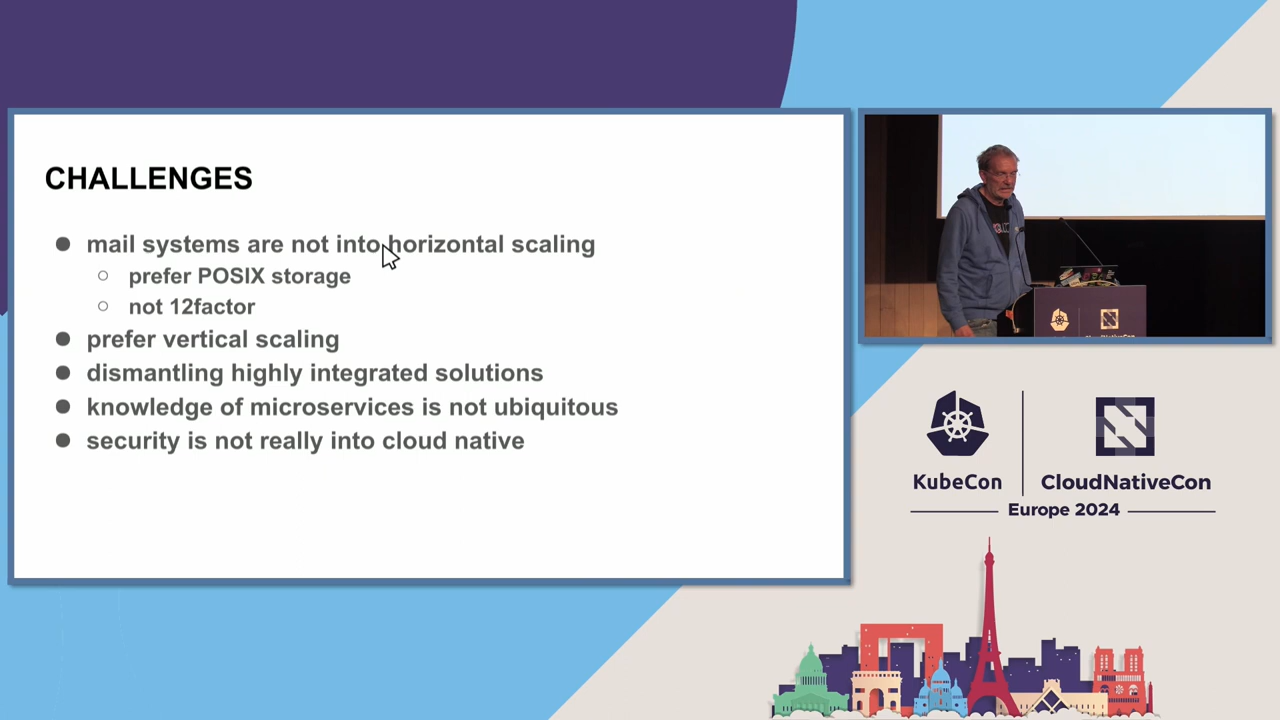 CHALLENGES
mail systems are not into horizontal scaling
prefer POSIX storage
not 12factor
prefer vertical scaling
dismantling highly integrated solutions
knowledge of microservices is not ubiquitous
security is not really into cloud native
KubeCon
CloudNativeCon
Europe 2024